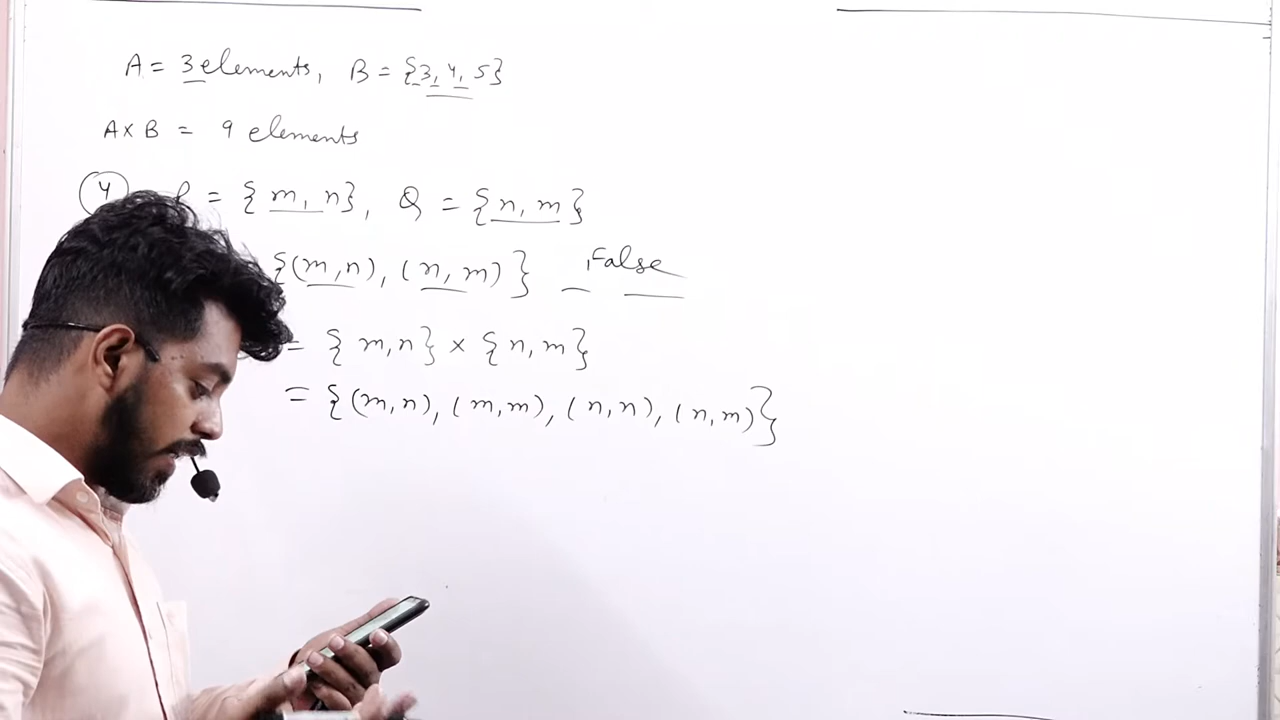 A = 3 elements, B = {3, 4, 5}
A × B = 9 elements
4 = {m, n}, Q = {n, m}
{(m,n), (n, m)} False
= {m,n} × {n, m}
= {(m,n), (m,m), (n,n), (n,m)}